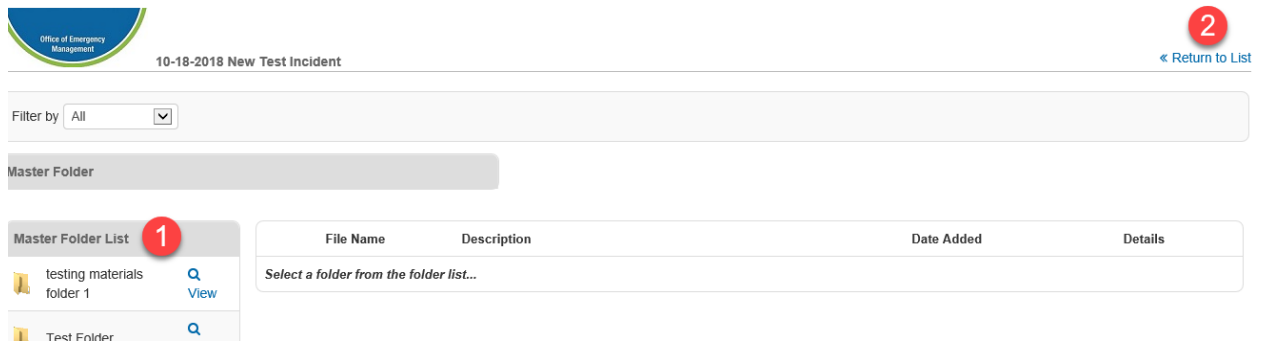 Office of Emergency
Management
10-18-2018 New Test Incident
2
« Return to List
Filter by All
Master Folder
Master Folder List 1
File Name Description Date Added Details
testing materials
folder 1
View
Select a folder from the folder list...
Test Folder